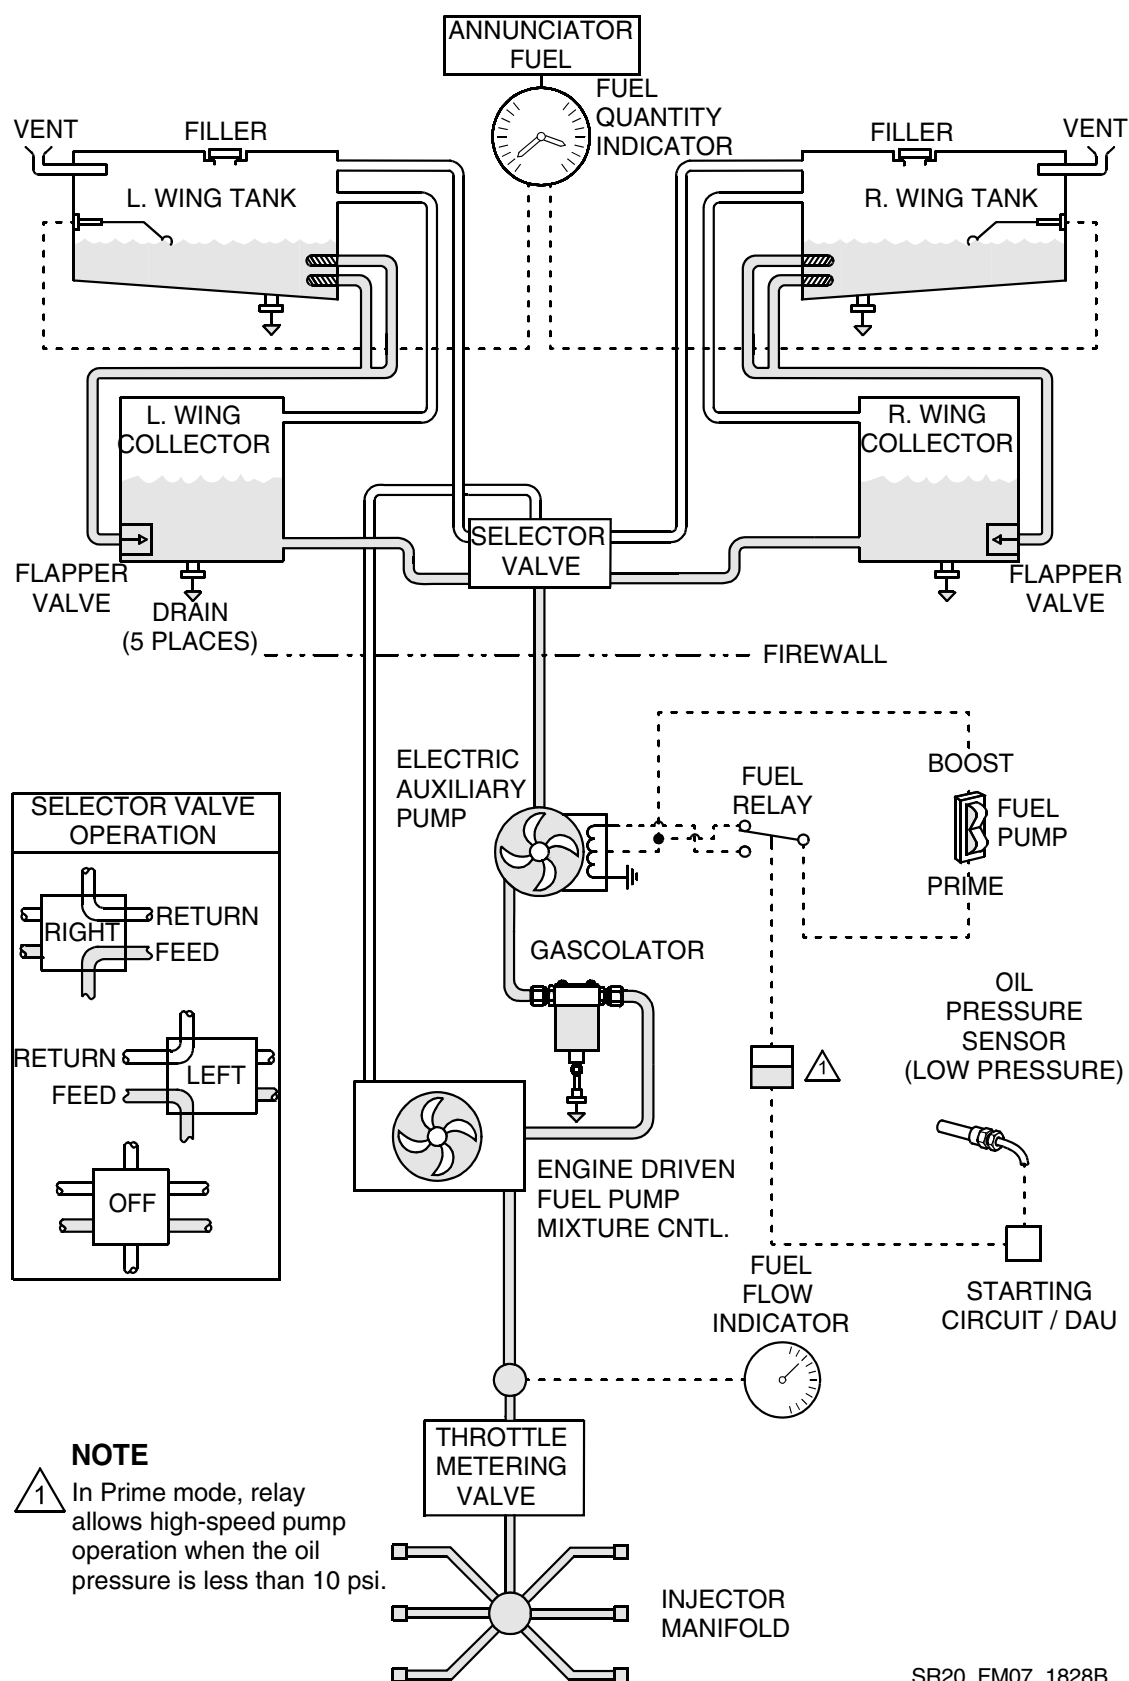 ANNUNCIATOR
FUEL
FUEL
QUANTITY
INDICATOR
VENT
FILLER
FILLER
VENT
L. WING TANK
R. WING TANK
L. WING
COLLECTOR
R. WING
COLLECTOR
SELECTOR
VALVE
FLAPPER
VALVE
FLAPPER
VALVE
DRAIN
(5 PLACES)
FIREWALL
ELECTRIC
AUXILIARY
PUMP
FUEL
RELAY
BOOST
FUEL
PUMP
PRIME
SELECTOR VALVE
OPERATION
RIGHT
RETURN
FEED
RETURN
FEED
LEFT
OFF
GASCOLATOR
OIL
PRESSURE
SENSOR
(LOW PRESSURE)
1
ENGINE DRIVEN
FUEL PUMP
MIXTURE CNTL.
STARTING
CIRCUIT / DAU
FUEL
FLOW
INDICATOR
THROTTLE
METERING
VALVE
NOTE
1
In Prime mode, relay
allows high-speed pump
operation when the oil
pressure is less than 10 psi.
INJECTOR
MANIFOLD
SR20_FM07_1828B